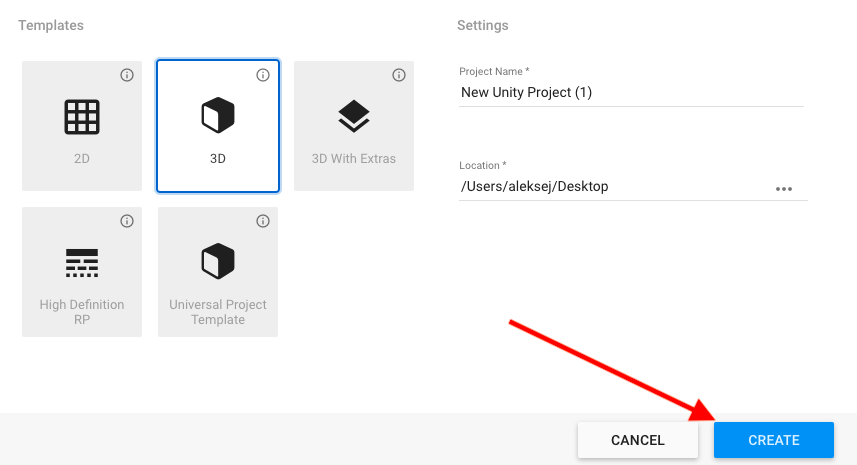 Templates
Settings
2D
3D
3D With Extras
High Definition
RP
Universal Project
Template
Project Name *
New Unity Project (1)
Location *
/Users/aleksej/Desktop
CANCEL
CREATE